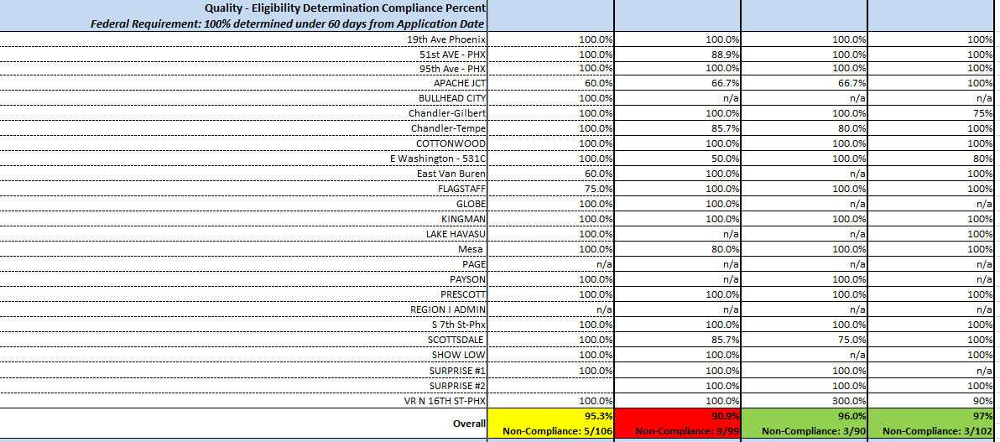 Quality - Eligibility Determination Compliance Percent
Federal Requirement: 100% determined under 60 days from Application Date
19th Ave Phoenix 100.0% 100.0% 100.0% 100%
51st AVE - PHX 100.0% 88.9% 100.0% 100%
95th Ave - PHX 100.0% 100.0% 100.0% 100%
APACHE JCT 60.0% 66.7% 66.7% 100%
BULLHEAD CITY 100.0% n/a n/a n/a
Chandler-Gilbert 100.0% 100.0% 100.0% 75%
Chandler-Tempe 100.0% 85.7% 80.0% 100%
COTTONWOOD 100.0% 100.0% 100.0% 100%
E Washington - 531C 100.0% 50.0% 100.0% 80%
East Van Buren 60.0% 100.0% n/a 100%
FLAGSTAFF 75.0% 100.0% 100.0% 100%
GLOBE 100.0% 100.0% n/a n/a
KINGMAN 100.0% 100.0% 100.0% 100%
LAKE HAVASU 100.0% n/a n/a 100%
Mesa 100.0% 80.0% 100.0% 100%
PAGE n/a n/a n/a n/a
PAYSON 100.0% n/a 100.0% n/a
PRESCOTT 100.0% 100.0% 100.0% 100%
REGION I ADMIN n/a n/a n/a n/a
S 7th St-Phx 100.0% 100.0% 100.0% 100%
SCOTTSDALE 100.0% 85.7% 75.0% 100%
SHOW LOW 100.0% 100.0% n/a 100%
SURPRISE #1 100.0% 100.0% 100.0% n/a
SURPRISE #2 100.0% 100.0% 100%
VR N 16TH ST-PHX 100.0% 100.0% 300.0% 90%
Overall 95.3% 90.9% 96.0% 97%
Non-Compliance: 5/106 Non-Compliance: 9/99 Non-Compliance: 3/90 Non-Compliance: 3/102